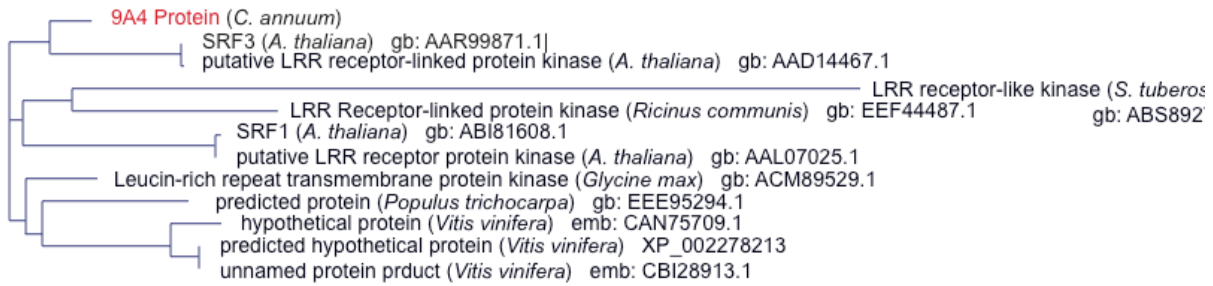 9A4 Protein (C. annuum)
SRF3 (A. thaliana) gb: AAR99871.1|
putative LRR receptor-linked protein kinase (A. thaliana) gb: AAD14467.1
LRR receptor-like kinase (S. tuberos
LRR Receptor-linked protein kinase (Ricinus communis) gb: EEF44487.1
gb: ABS8927
SRF1 (A. thaliana) gb: ABI81608.1
putative LRR receptor protein kinase (A. thaliana) gb: AAL07025.1
Leucin-rich repeat transmembrane protein kinase (Glycine max) gb: ACM89529.1
predicted protein (Populus trichocarpa) gb: EEE95294.1
hypothetical protein (Vitis vinifera) emb: CAN75709.1
predicted hypothetical protein (Vitis vinifera) XP_002278213
unnamed protein prduct (Vitis vinifera) emb: CBI28913.1